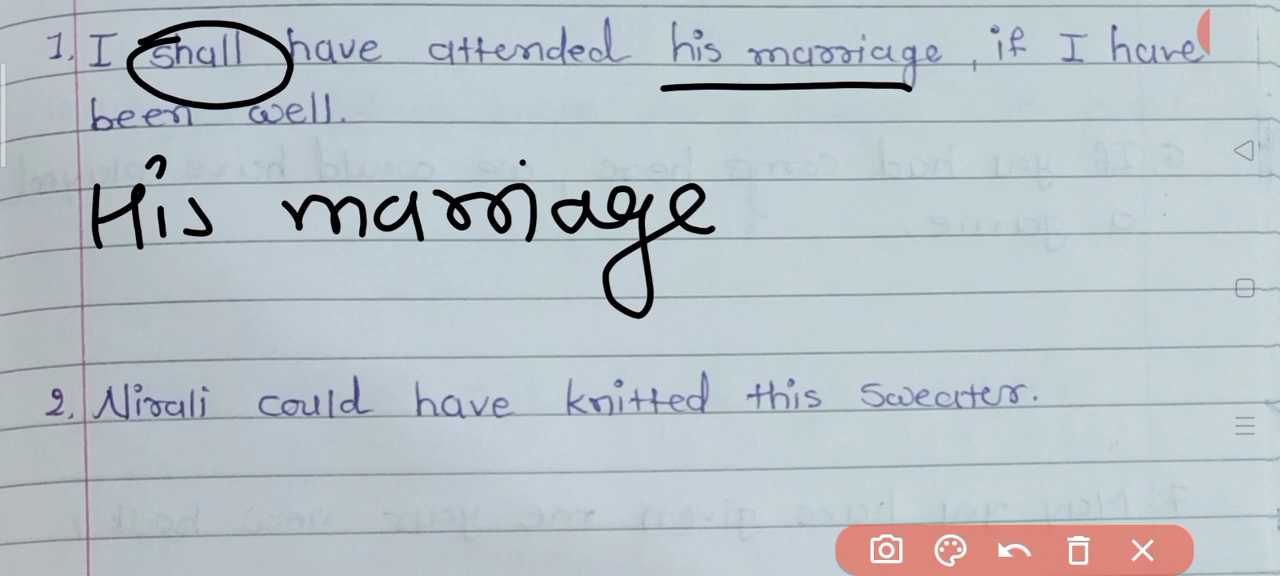 1. I shall have attended his marriage, if I have
been well.
His marriage
2. Nirali could have knitted this sweater.